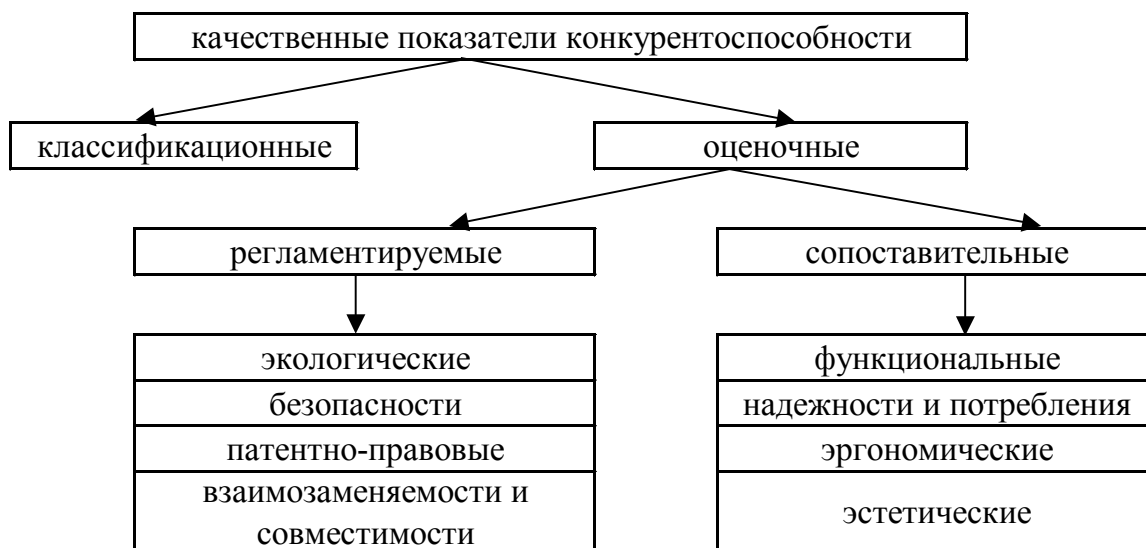 качественные показатели конкурентоспособности
классификационные
оценочные
регламентируемые
сопоставительные
экологические
функциональные
безопасности
надежности и потребления
патентно-правовые
эргономические
взаимозаменяемости и
совместимости
эстетические